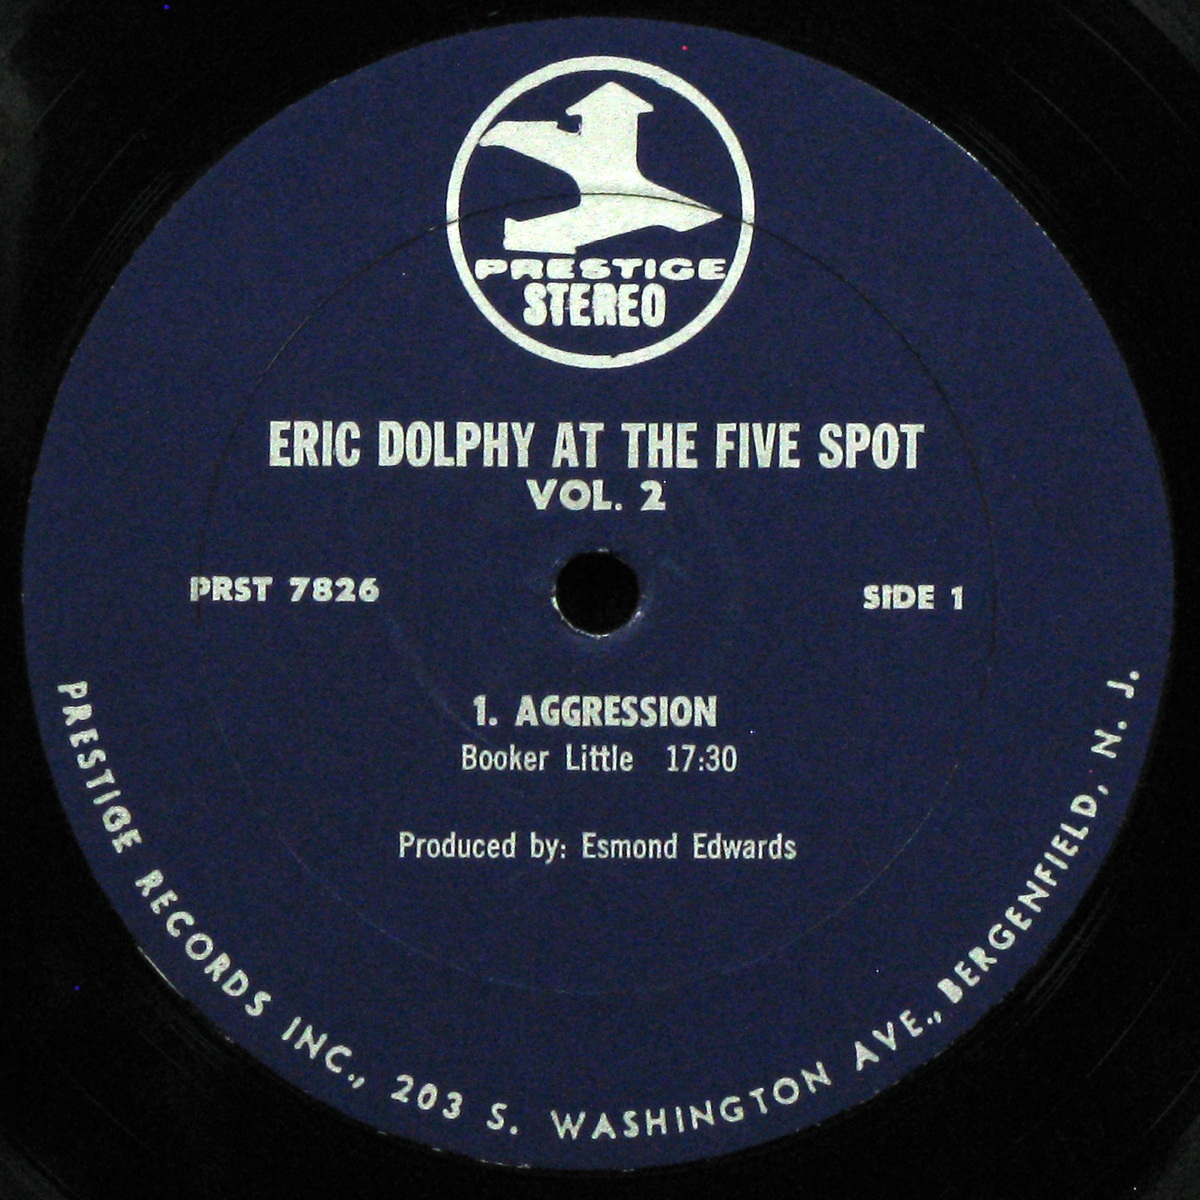 PRESTIGE
STEREO
ERIC DOLPHY AT THE FIVE SPOT
VOL. 2
PRST 7826
SIDE 1
1. AGGRESSION
Booker Little 17:30
Produced by: Esmond Edwards
PRESTIGE RECORDS INC., 203 S. WASHINGTON AVE., BERGENFIELD, N. J.